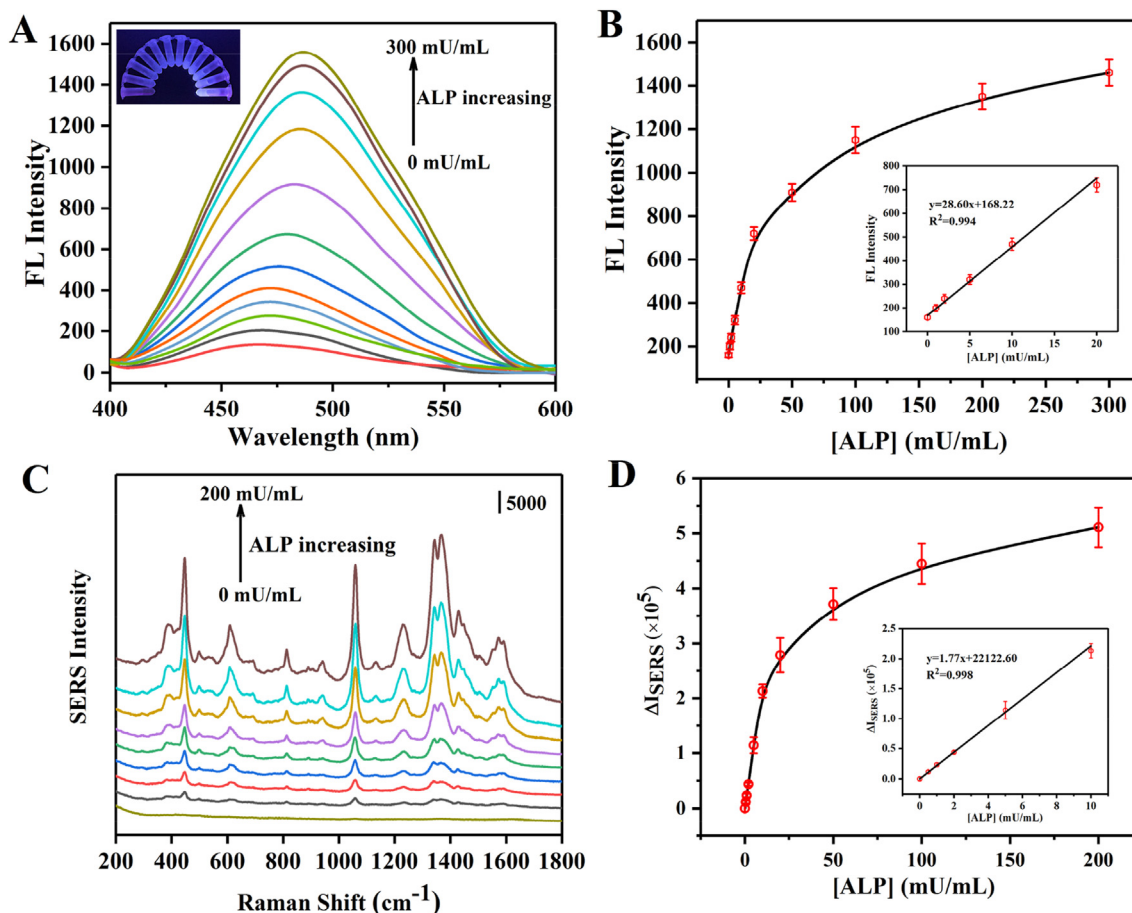 A
1600
1400
1200
1000
800
600
400
200
0
FL Intensity
300 mU/mL
ALP increasing
0 mU/mL
400
450
500
550
600
Wavelength (nm)
B
1600
1400
1200
1000
800
600
400
200
FL Intensity
800
700
600
500
400
300
200
100
FL Intensity
y=28.60x+168.22
R²=0.994
0
5
10
15
20
[ALP] (mU/mL)
0
50
100
150
200
250
300
[ALP] (mU/mL)
C
200 mU/mL
5000
ALP increasing
0 mU/mL
SERS Intensity
200
400
600
800
1000
1200
1400
1600
1800
Raman Shift (cm⁻¹)
D
6
5
4
3
2
1
0
ΔISERS (×10⁵)
2.5
2.0
1.5
1.0
0.5
0.0
ΔISERS (×10⁵)
y=1.77x+22122.60
R²=0.998
0
2
4
6
8
10
[ALP] (mU/mL)
0
50
100
150
200
[ALP] (mU/mL)